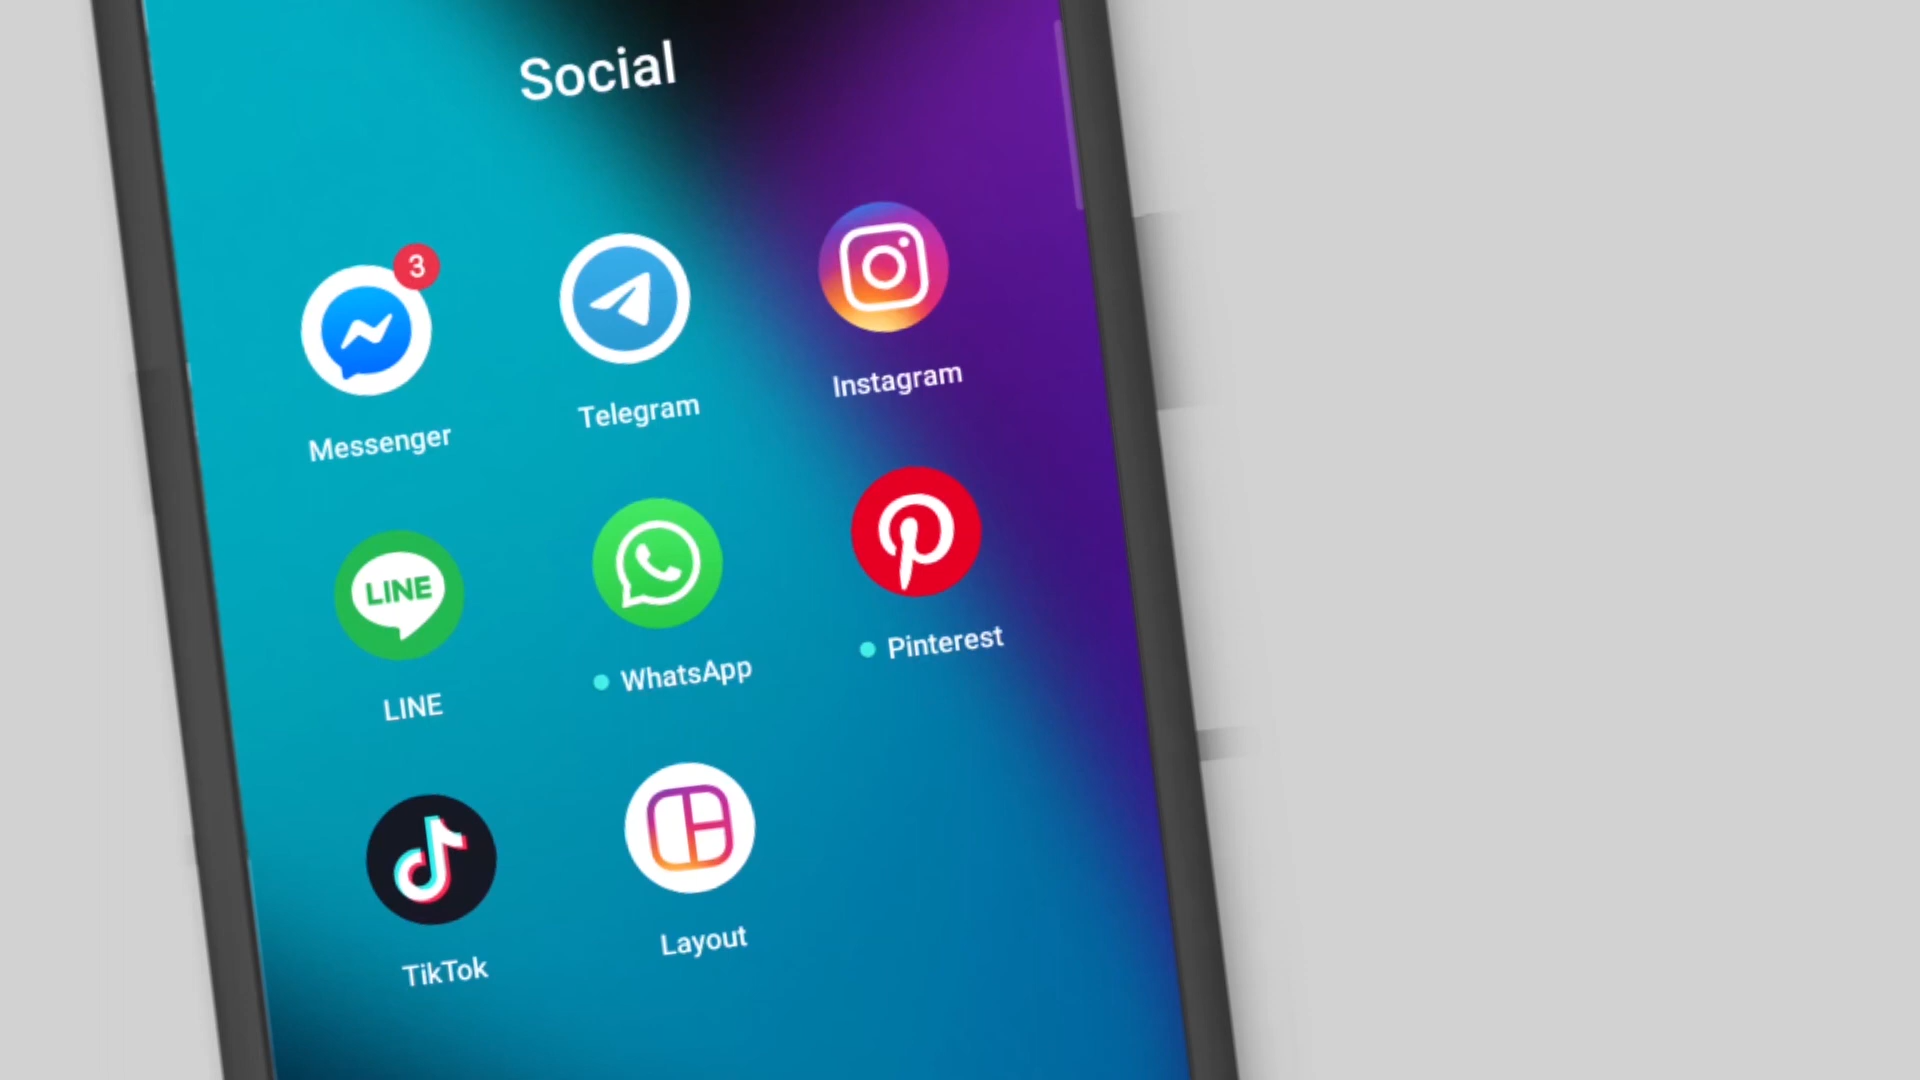 Social
3
Messenger
Telegram
Instagram
LINE
LINE
WhatsApp
Pinterest
TikTok
Layout